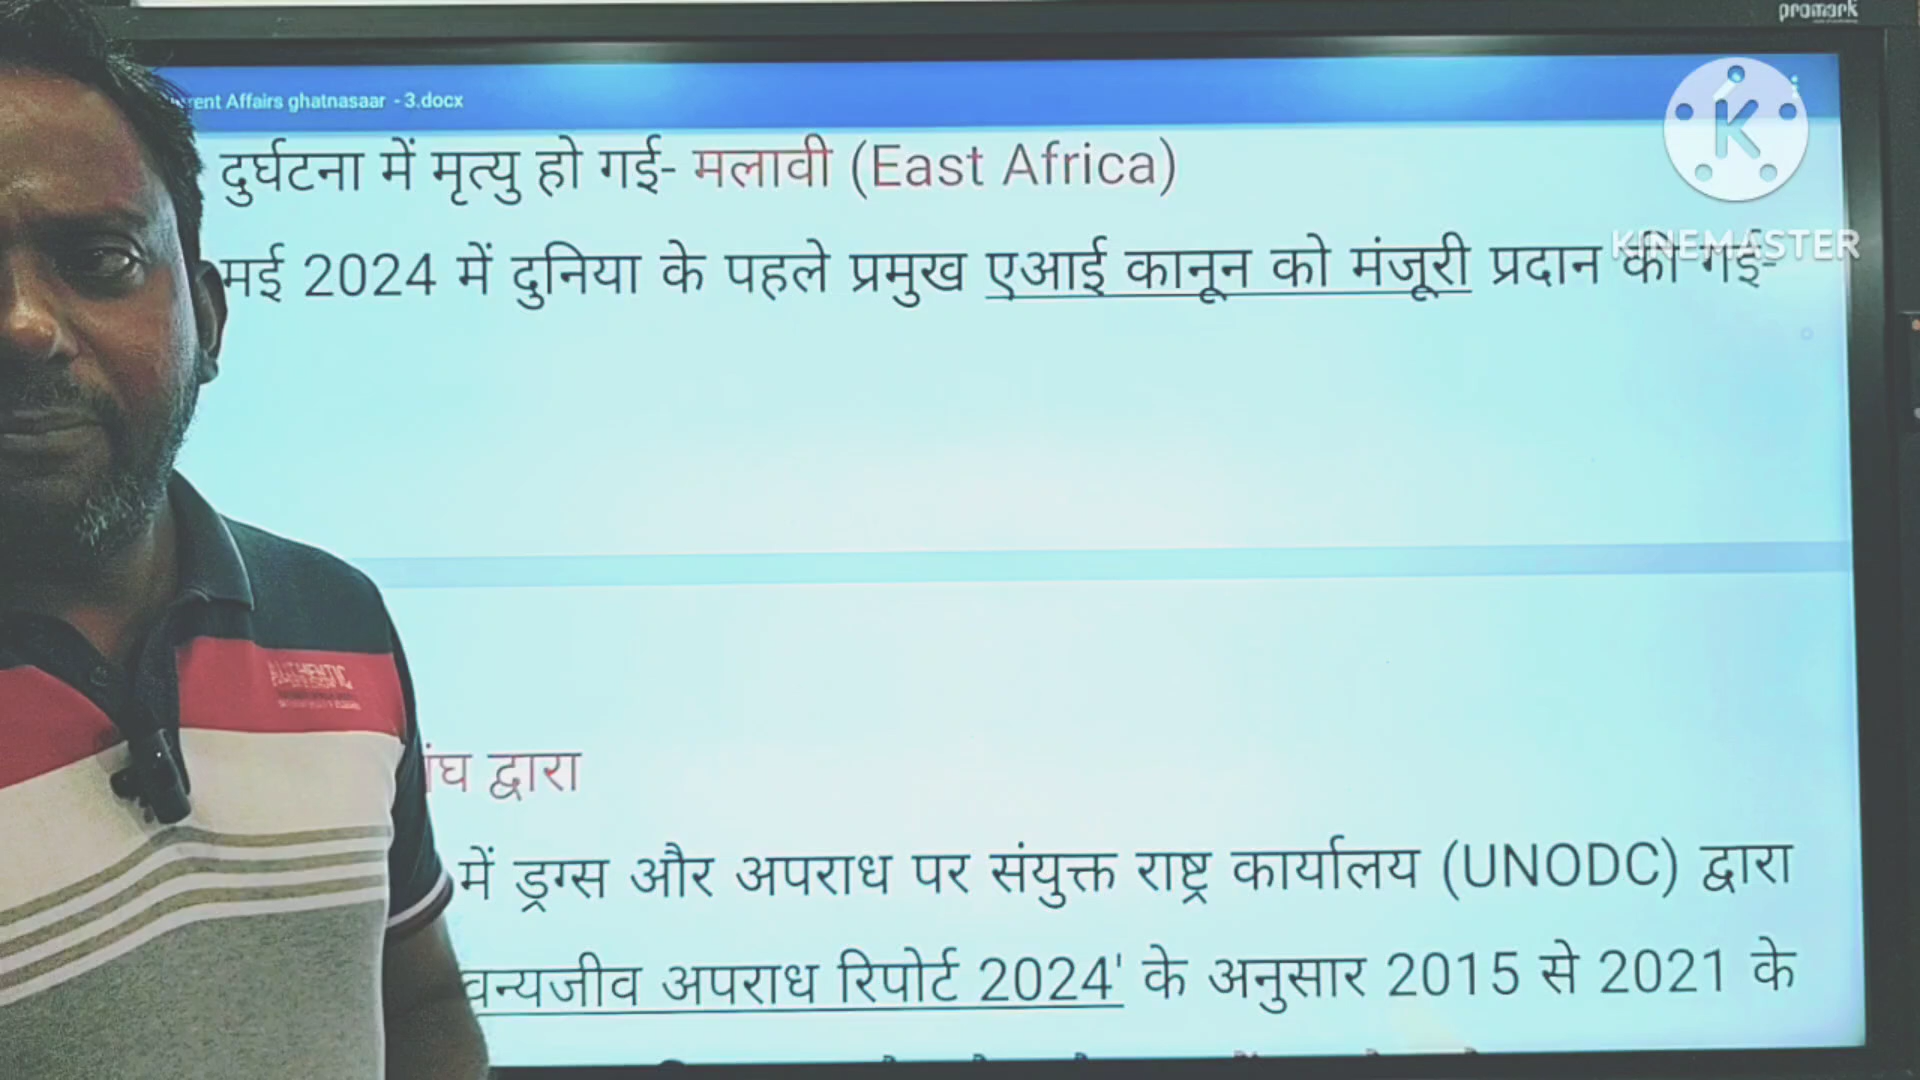 promark
rent Affairs ghatnasaar - 3.docx
दुर्घटना में मृत्यु हो गई- मलावी (East Africa)
KINEMASTER
मई 2024 में दुनिया के पहले प्रमुख एआई कानून को मंजूरी प्रदान की गई-
AUTHENTIC
द्वारा
में ड्रग्स और अपराध पर संयुक्त राष्ट्र कार्यालय (UNODC) द्वारा
वन्यजीव अपराध रिपोर्ट 2024' के अनुसार 2015 से 2021 के